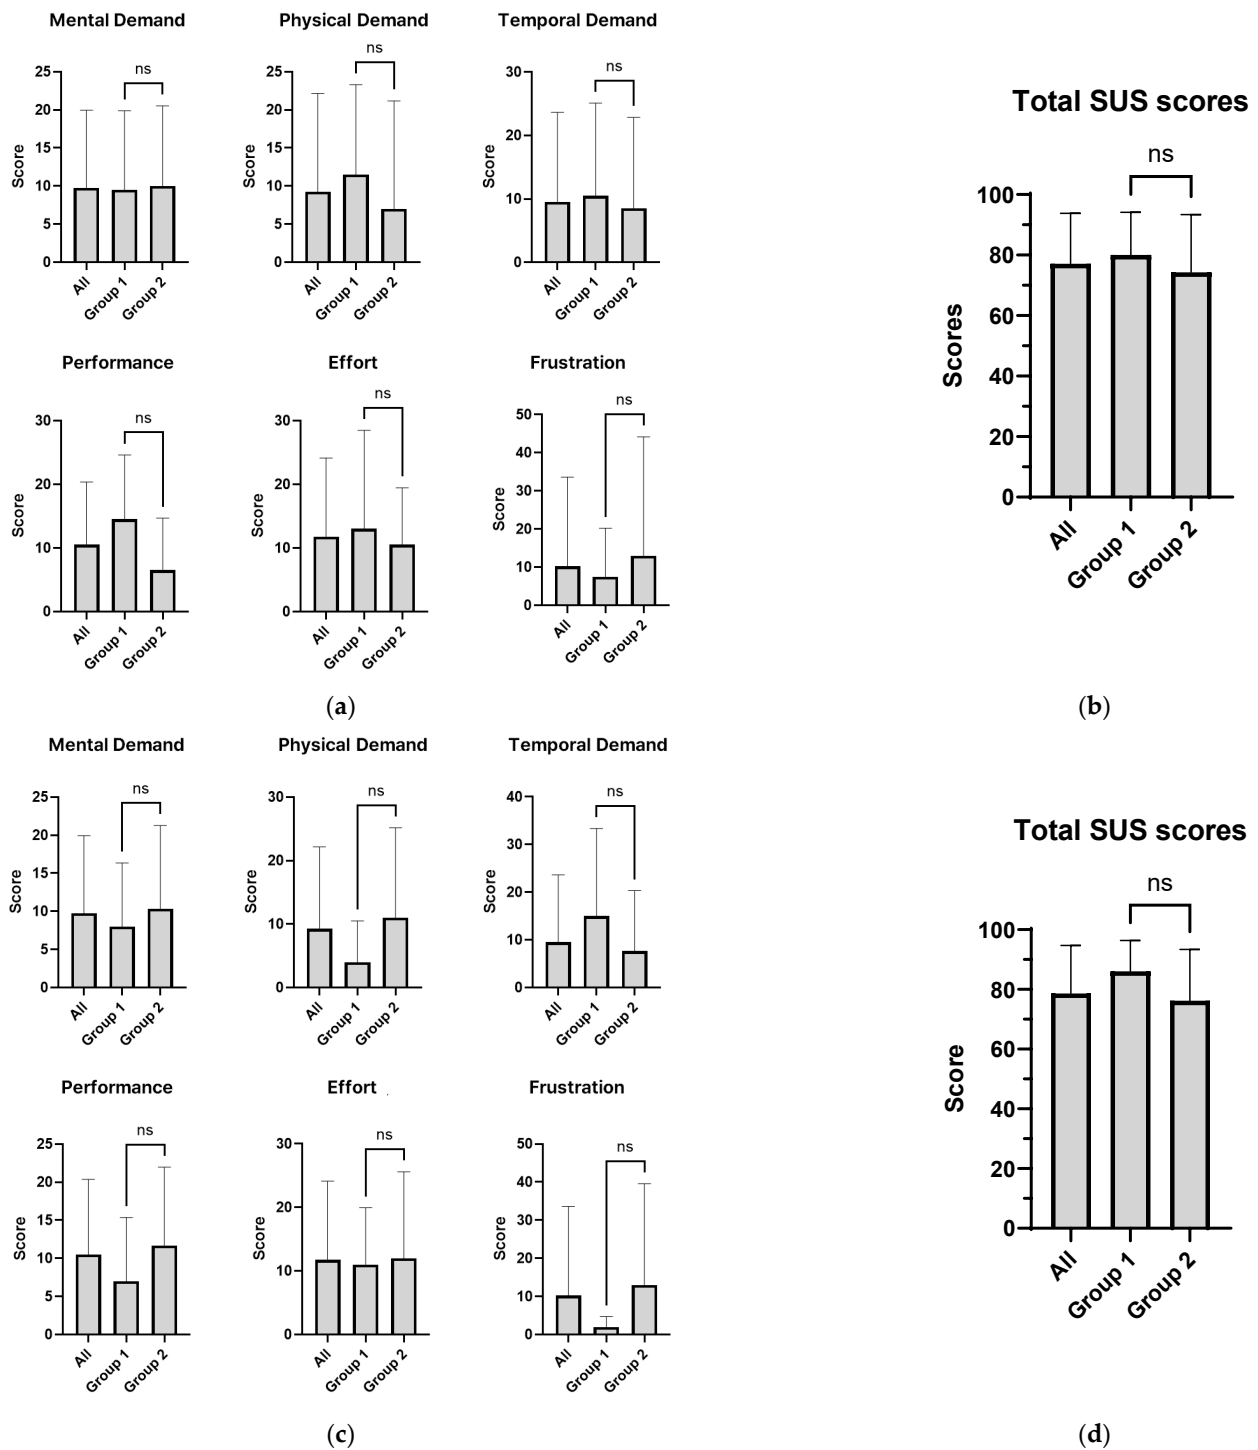 Mental Demand
Physical Demand
Temporal Demand
ns
25
20
15
10
5
0
Score
All
Group 1
Group 2
ns
25
20
15
10
5
0
Score
All
Group 1
Group 2
ns
30
20
10
0
Score
All
Group 1
Group 2
Performance
Effort
Frustration
ns
30
20
10
0
Score
All
Group 1
Group 2
ns
30
20
10
0
Score
All
Group 1
Group 2
ns
50
40
30
20
10
0
Score
All
Group 1
Group 2
(a)
Total SUS scores
ns
100
80
60
40
20
0
Scores
All
Group 1
Group 2
(b)
Mental Demand
Physical Demand
Temporal Demand
ns
25
20
15
10
5
0
Score
All
Group 1
Group 2
ns
30
20
10
0
Score
All
Group 1
Group 2
ns
40
30
20
10
0
Score
All
Group 1
Group 2
Performance
Effort
Frustration
ns
25
20
15
10
5
0
Score
All
Group 1
Group 2
ns
30
20
10
0
Score
All
Group 1
Group 2
ns
50
40
30
20
10
0
Score
All
Group 1
Group 2
(c)
Total SUS scores
ns
100
80
60
40
20
0
Score
All
Group 1
Group 2
(d)